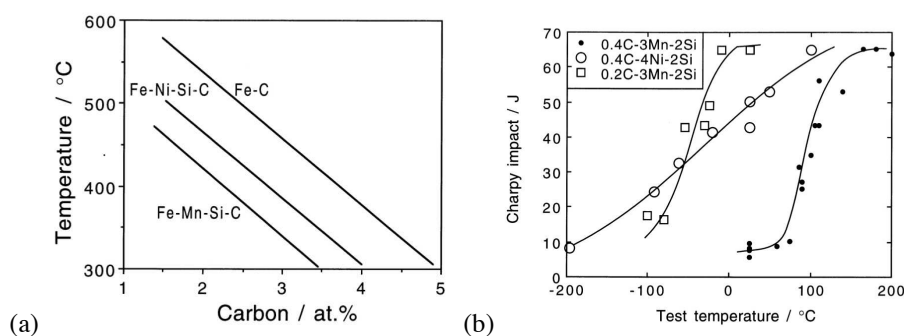 600
500
400
300
Temperature / °C
Fe-Ni-Si-C
Fe-C
Fe-Mn-Si-C
1 2 3 4 5
Carbon / at.%
(a)
70
60
50
40
30
20
10
0
Charpy impact / J
0.4C-3Mn-2Si
0.4C-4Ni-2Si
0.2C-3Mn-2Si
-200 -100 0 100 200
Test temperature / °C
(b)